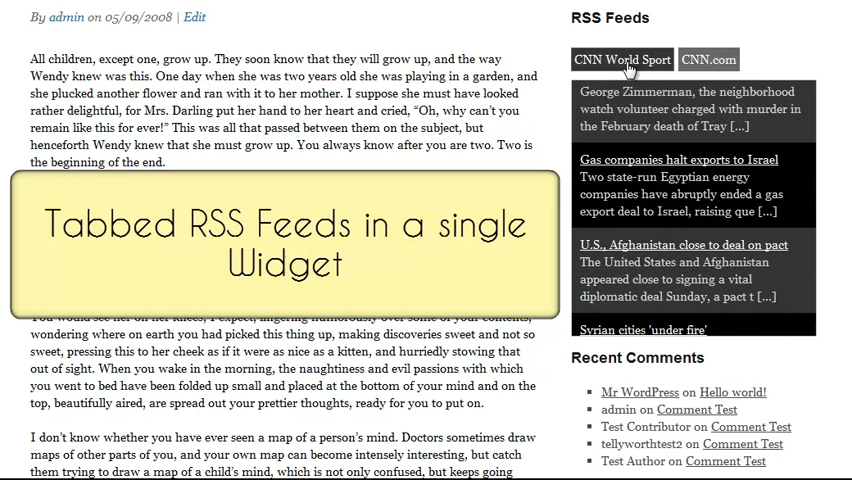 By admin on 05/09/2008 | Edit
All children, except one, grow up. They soon know that they will grow up, and the way
Wendy knew was this. One day when she was two years old she was playing in a garden, and
she plucked another flower and ran with it to her mother. I suppose she must have looked
rather delightful, for Mrs. Darling put her hand to her heart and cried, “Oh, why can’t you
remain like this for ever!” This was all that passed between them on the subject, but
henceforth Wendy knew that she must grow up. You always know after you are two. Two is
the beginning of the end.
Tabbed RSS Feeds in a single
Widget
You would see her on her knees, I expect, lingering humorously over some of your contents,
wondering where on earth you had picked this thing up, making discoveries sweet and not so
sweet, pressing this to her cheek as if it were as nice as a kitten, and hurriedly stowing that
out of sight. When you wake in the morning, the naughtiness and evil passions with which
you went to bed have been folded up small and placed at the bottom of your mind and on the
top, beautifully aired, are spread out your prettier thoughts, ready for you to put on.
I don’t know whether you have ever seen a map of a person’s mind. Doctors sometimes draw
maps of other parts of you, and your own map can become intensely interesting, but catch
them trying to draw a map of a child’s mind, which is not only confused, but keeps going
RSS Feeds
CNN World Sport
CNN.com
George Zimmerman, the neighborhood
watch volunteer charged with murder in
the February death of Tray [...]
Gas companies halt exports to Israel
Two state-run Egyptian energy
companies have abruptly ended a gas
export deal to Israel, raising que [...]
U.S., Afghanistan close to deal on pact
The United States and Afghanistan
appeared close to signing a vital
diplomatic deal Sunday, a pact t [...]
Syrian cities 'under fire'
Recent Comments
Mr WordPress on Hello world!
admin on Comment Test
Test Contributor on Comment Test
tellyworthtest2 on Comment Test
Test Author on Comment Test